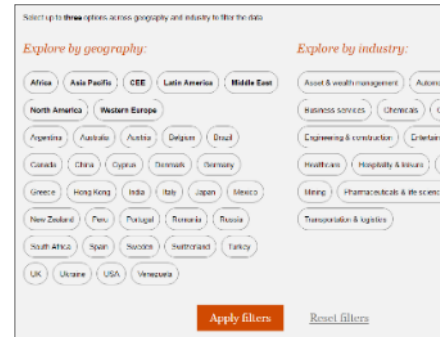 Select up to three options across geography and industry to filter the data
Explore by geography:
Africa Asia Pacific CEE Latin America Middle East
North America Western Europe
Argentina Australia Austria Belgium Brazil
Canada China Cyprus Denmark Germany
Greece Hong Kong India Italy Japan Mexico
New Zealand Peru Portugal Romania Russia
South Africa Spain Sweden Switzerland Turkey
UK Ukraine USA Venezuela
Explore by industry:
Asset & wealth management Autom
Business services Chemicals
Engineering & construction Entertain
Healthcare Hospitality & leisure
Mining Pharmaceuticals & life scienc
Transportation & logistics
Apply filters Reset filters